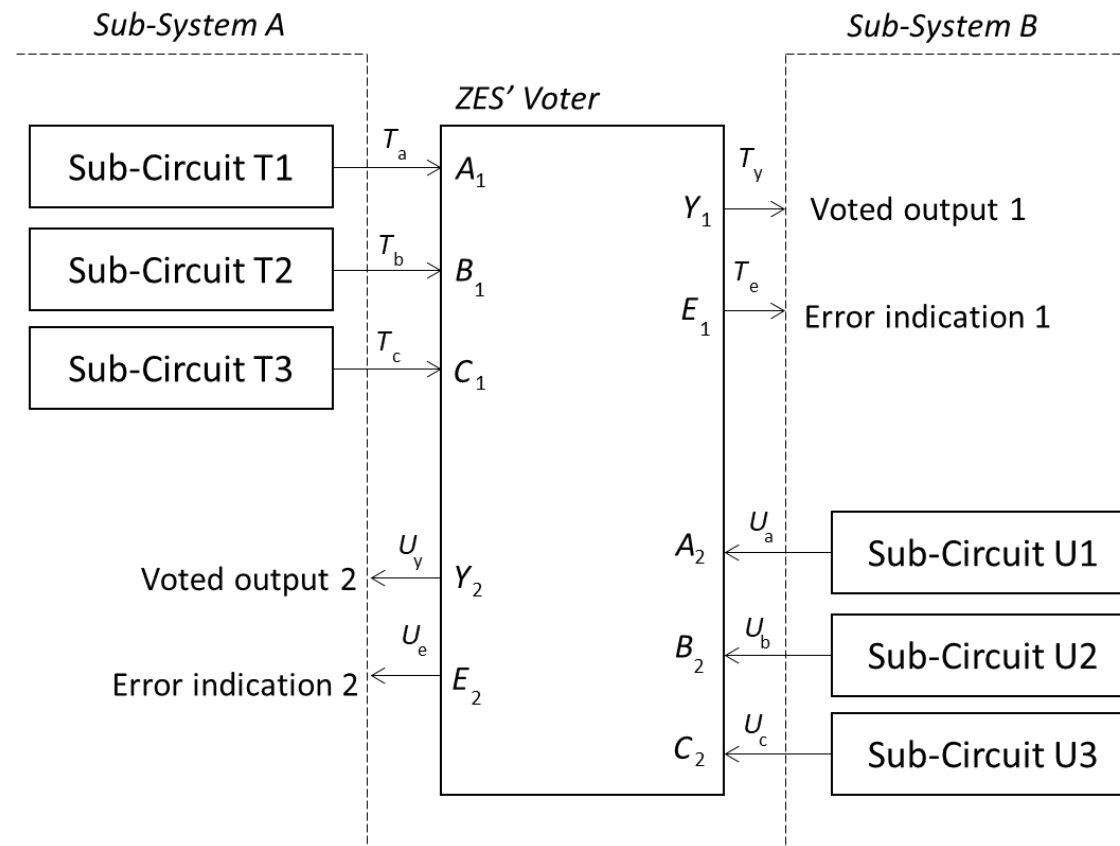 Sub-System A
Sub-System B
ZES’ Voter
Sub-Circuit T1
Ta
A1
Sub-Circuit T2
Tb
B1
Sub-Circuit T3
Tc
C1
Y1
Ty
Voted output 1
E1
Te
Error indication 1
Voted output 2
Uy
Y2
Error indication 2
Ue
E2
A2
Ua
Sub-Circuit U1
B2
Ub
Sub-Circuit U2
C2
Uc
Sub-Circuit U3